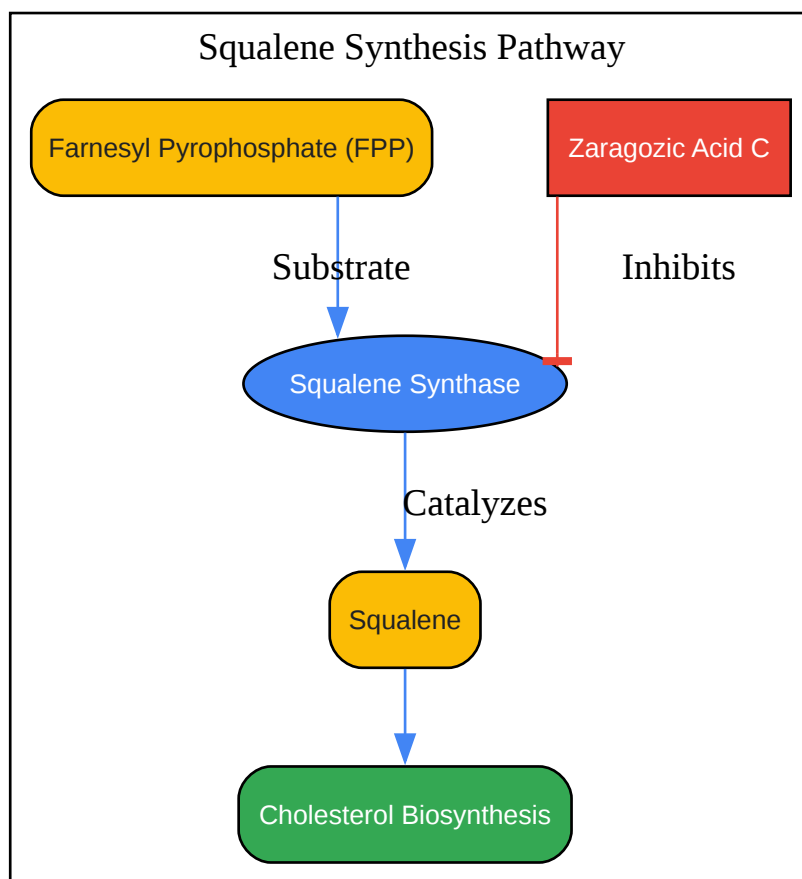 Squalene Synthesis Pathway
Farnesyl Pyrophosphate (FPP)
Zaragozic Acid C
Substrate
Inhibits
Squalene Synthase
Catalyzes
Squalene
Cholesterol Biosynthesis